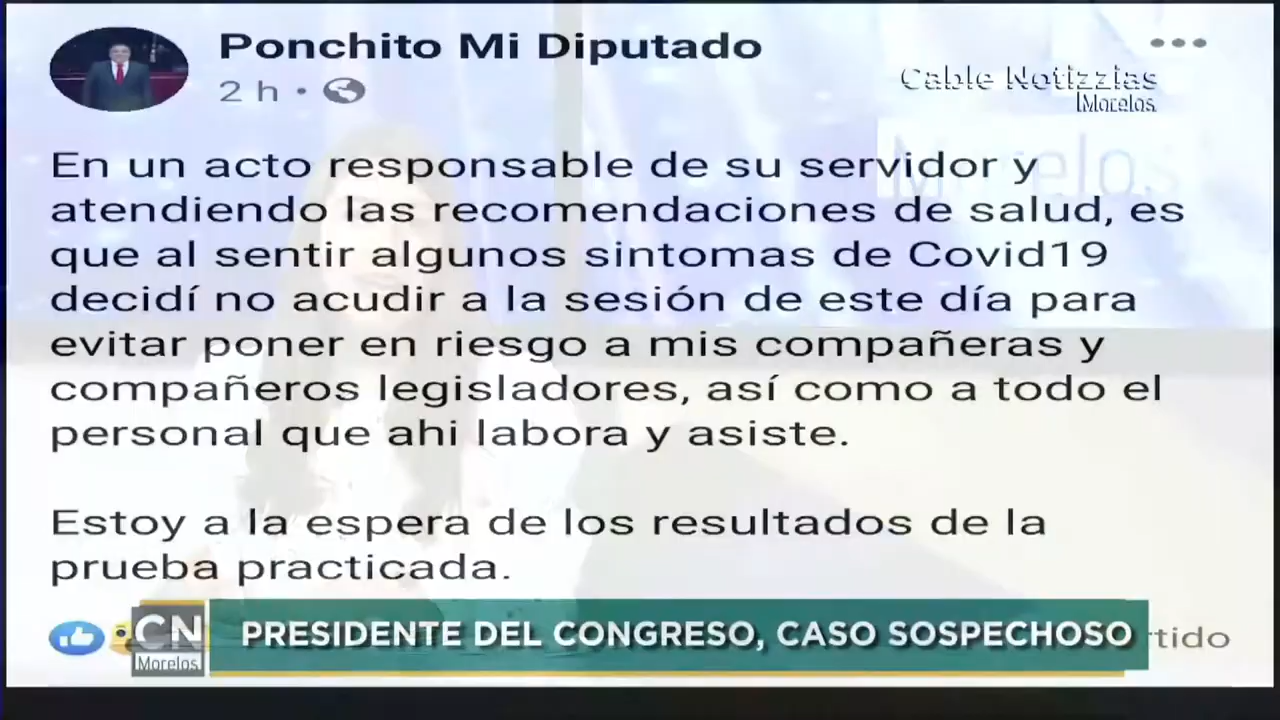 Ponchito Mi Diputado
2 h •
Cable Notizzias
Morelos
Morelos
En un acto responsable de su servidor y
atendiendo las recomendaciones de salud, es
que al sentir algunos sintomas de Covid19
decidí no acudir a la sesión de este día para
evitar poner en riesgo a mis compañeras y
compañeros legisladores, así como a todo el
personal que ahi labora y asiste.
Estoy a la espera de los resultados de la
prueba practicada.
CN
Morelos
PRESIDENTE DEL CONGRESO, CASO SOSPECHOSO
tido